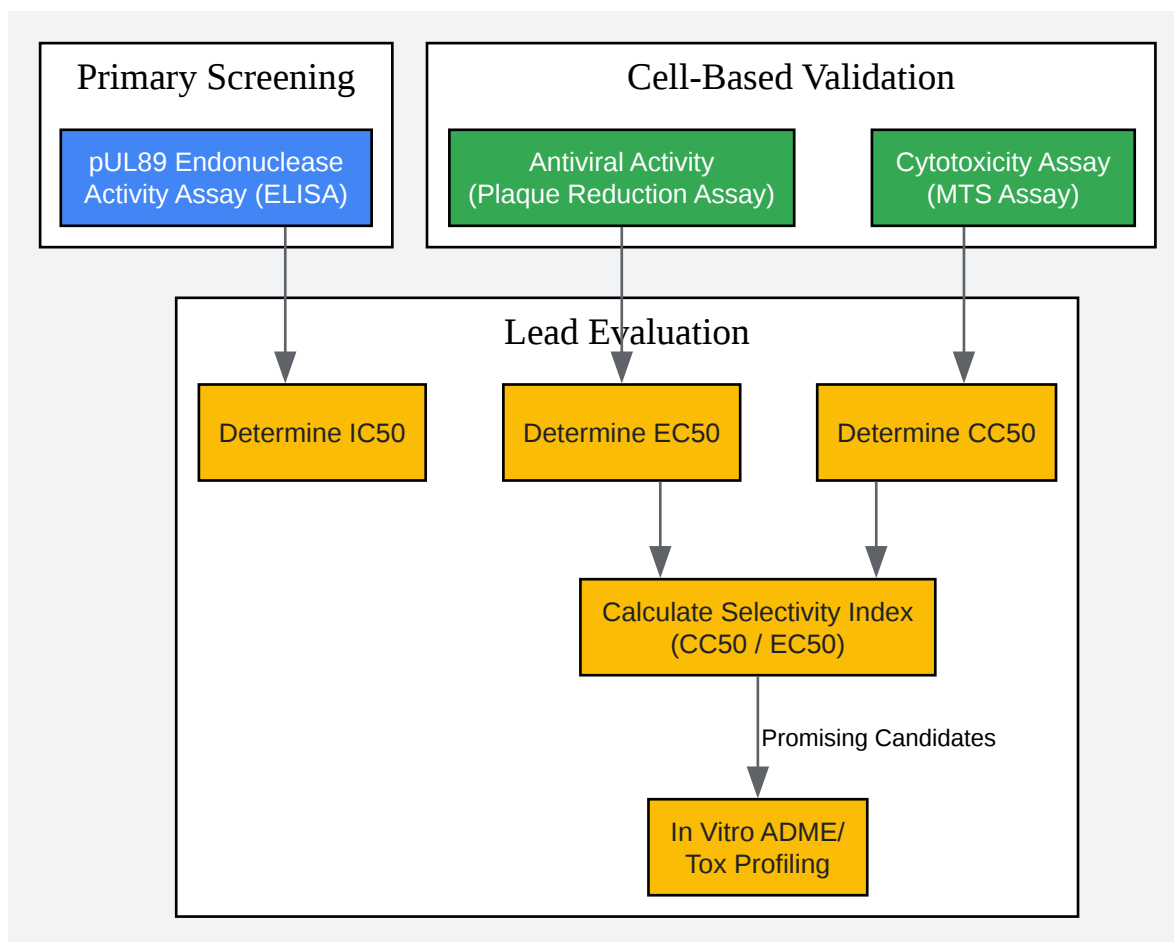 Primary Screening
Cell-Based Validation
pUL89 Endonuclease
Activity Assay (ELISA)
Antiviral Activity
(Plaque Reduction Assay)
Cytotoxicity Assay
(MTS Assay)
Lead Evaluation
Determine IC50
Determine EC50
Determine CC50
Calculate Selectivity Index
(CC50 / EC50)
Promising Candidates
In Vitro ADME/
Tox Profiling